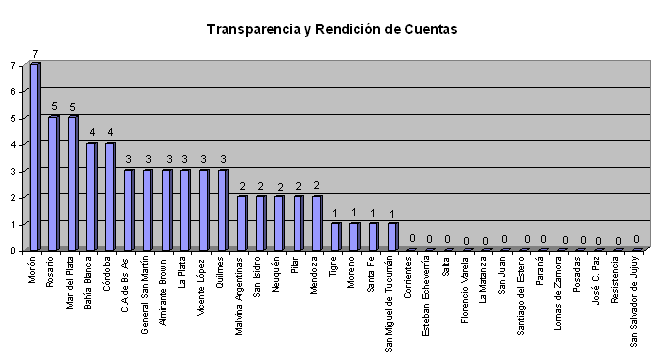 Transparencia y Rendición de Cuentas
7
6
5
4
3
2
1
0
7
5
5
4
4
3
3
3
3
3
3
2
2
2
2
2
1
1
1
1
0
0
0
0
0
0
0
0
0
0
0
0
0
Morón
Rosario
Mar del Plata
Bahía Blanca
Córdoba
C.A de Bs. As
General San Martín
Almirante Brown
La Plata
Vicente López
Quilmes
Malvina Argentinas
San Isidro
Neuquén
Pilar
Mendoza
Tigre
Moreno
Santa Fe
San Miguel de Tucumán
Corrientes
Esteban Echeverría
Salta
Florencio Varela
La Matanza
San Juan
Santiago del Estero
Paraná
Lomas de Zamora
Posadas
José C. Paz
Resistencia
San Salvador de Jujuy